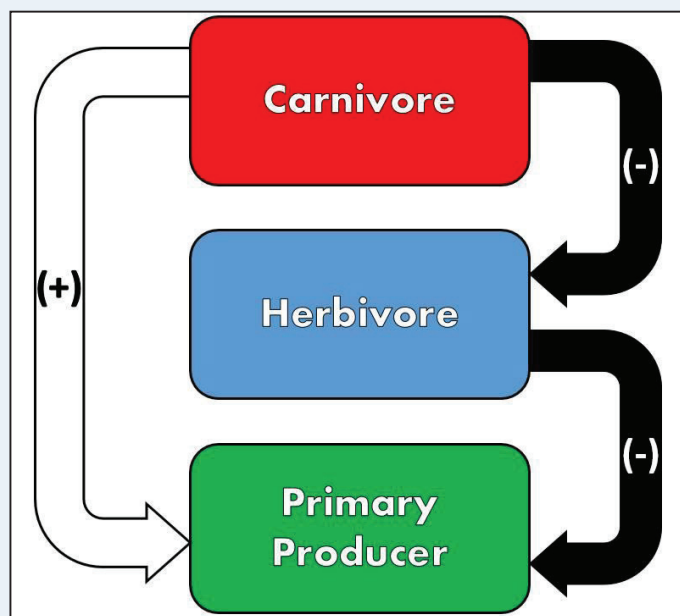 Carnivore
(-)
(+)
Herbivore
(-)
Primary
Producer